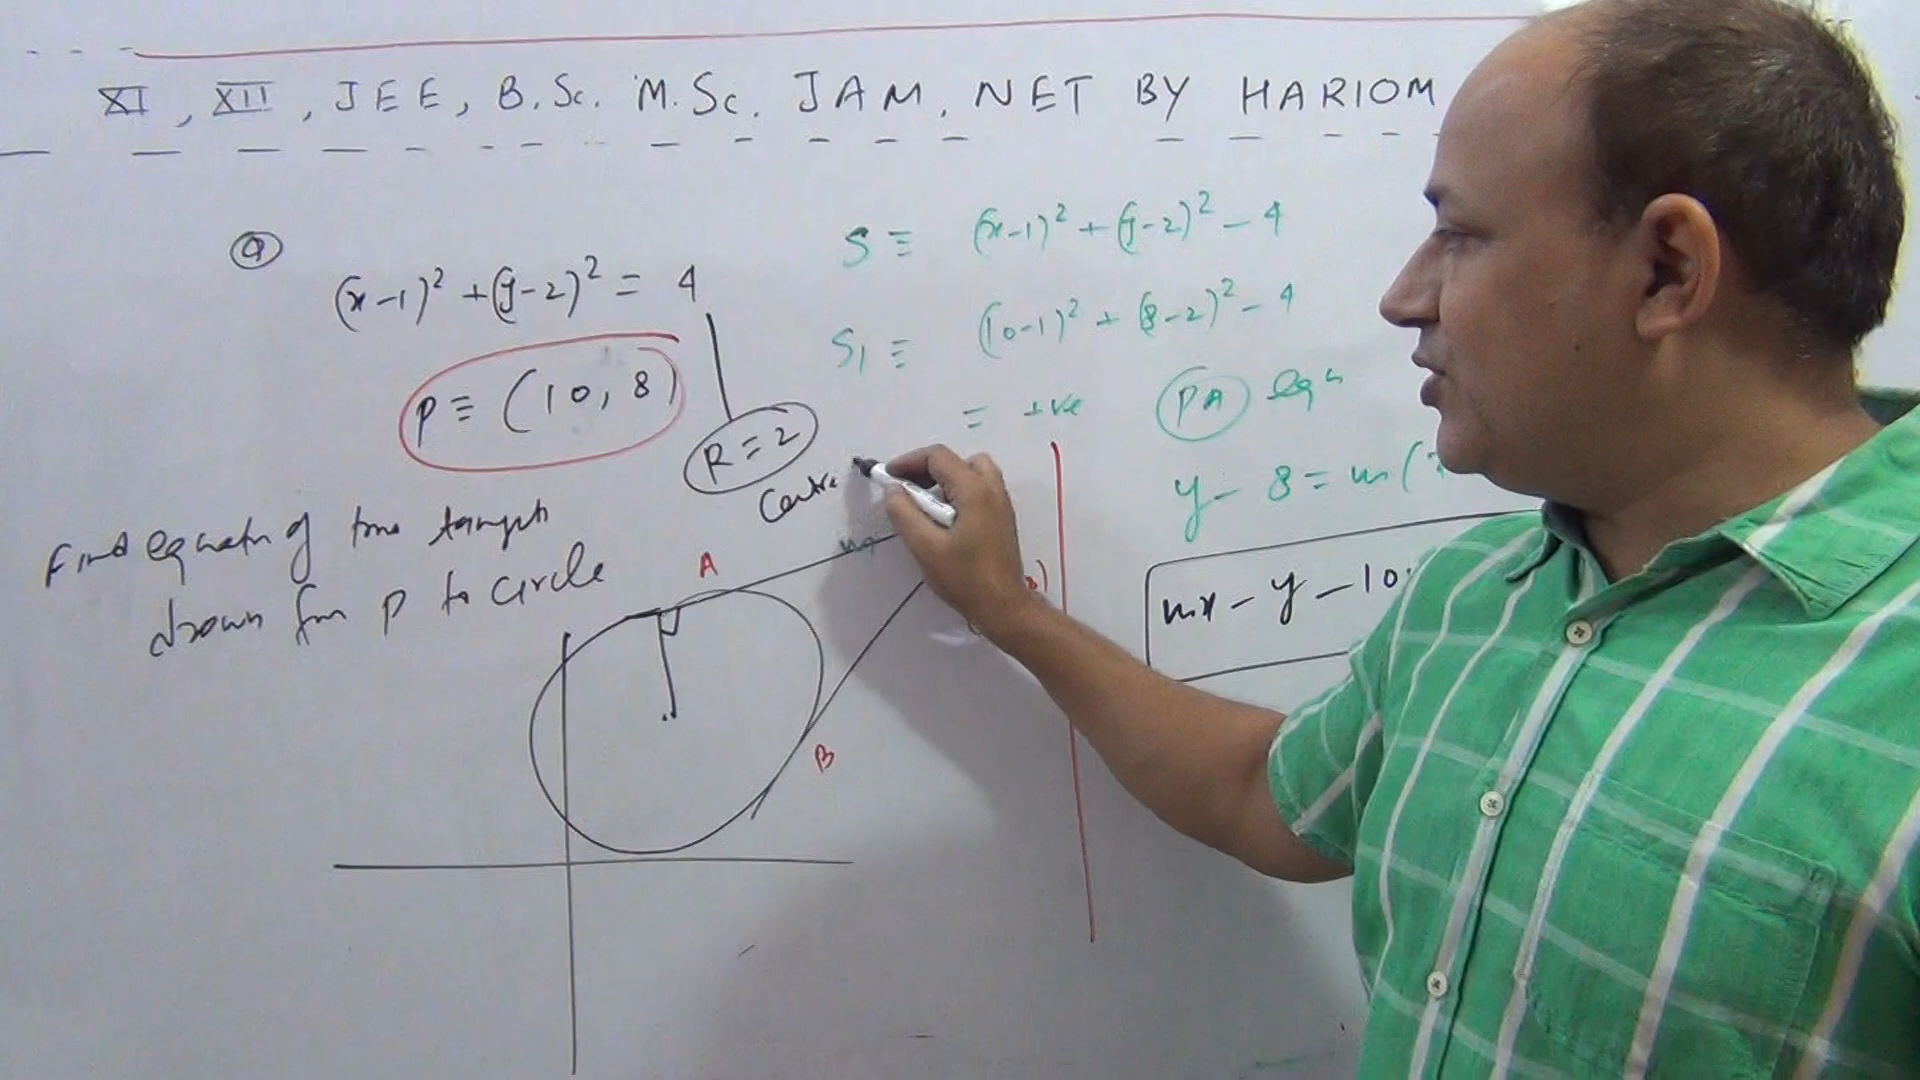 XI, XII, JEE, B.Sc. M.Sc. JAM, NET BY HARIOM
Q
(x-1)² + (y-2)² = 4
P ≡ (10, 8)
R = 2
Centre
Find equatn of two tangents
drawn from P to circle
S ≡ (x-1)² + (y-2)² - 4
S₁ ≡ (10-1)² + (8-2)² - 4
= +ve
PA eqn
y - 8 = m(
mx - y - 10
A
B